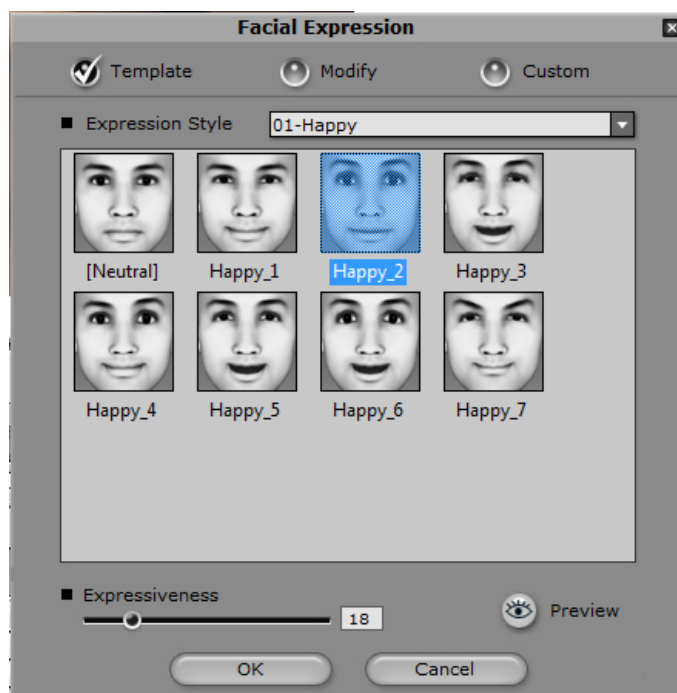 Facial Expression
Template Modify Custom
Expression Style 01-Happy
[Neutral] Happy_1 Happy_2 Happy_3
Happy_4 Happy_5 Happy_6 Happy_7
Expressiveness
18 Preview
OK Cancel